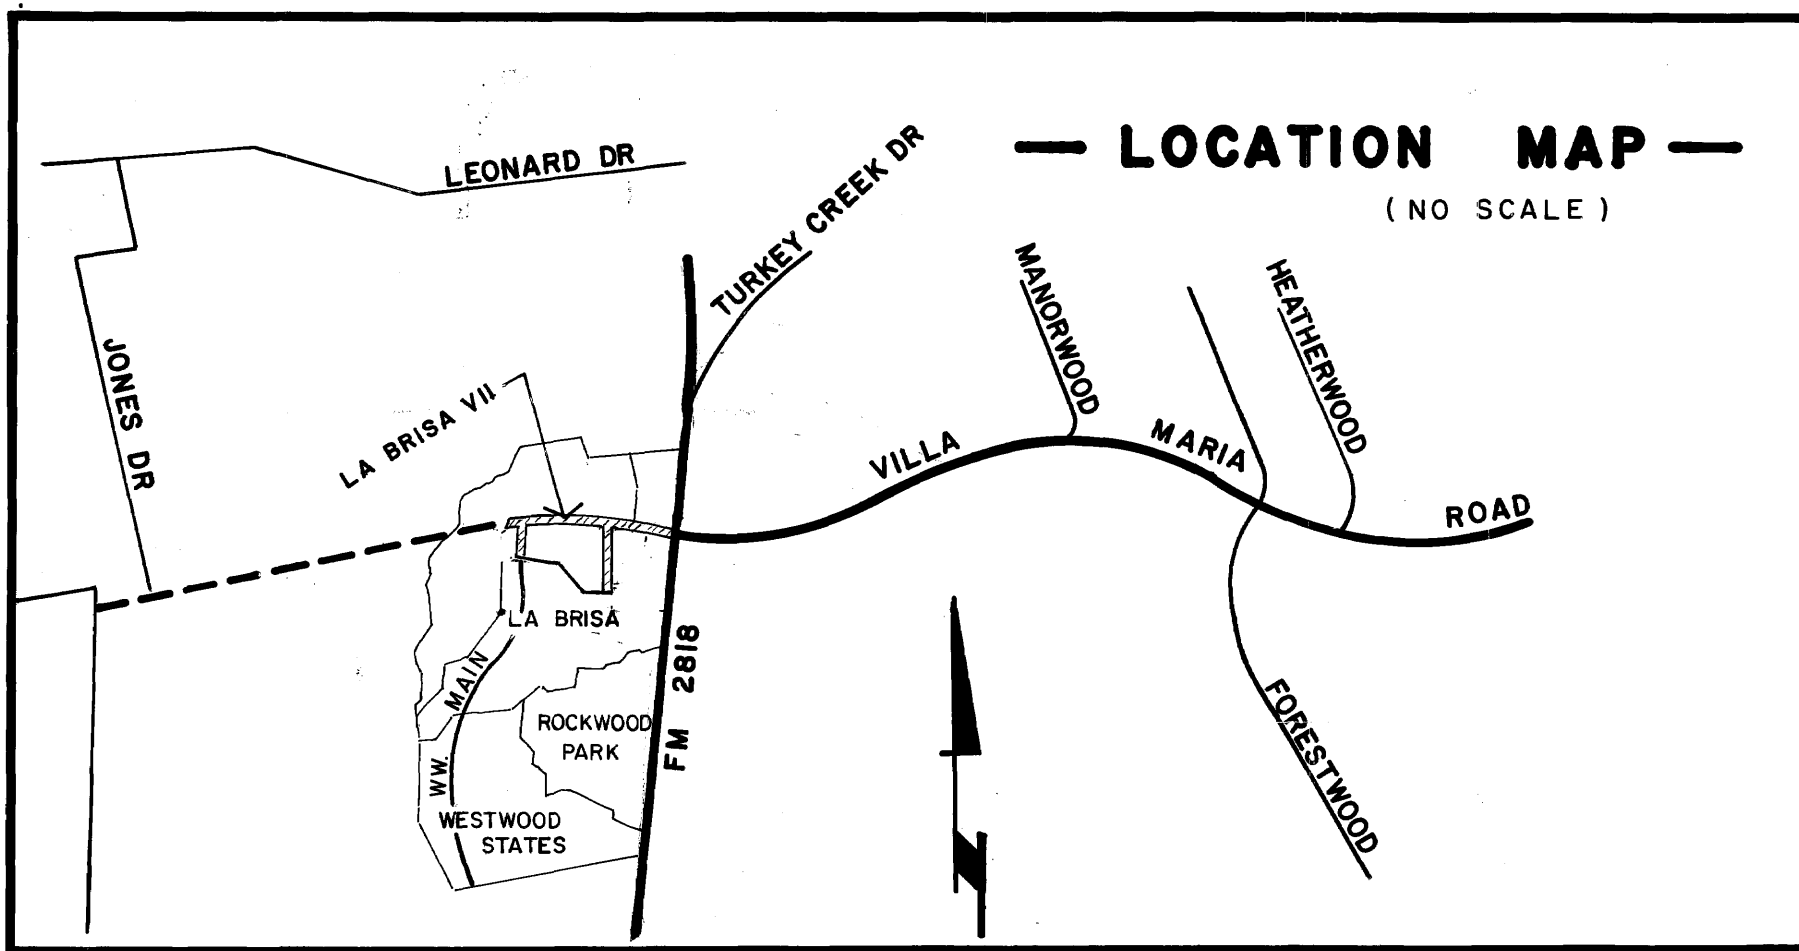 — LOCATION MAP —
( NO SCALE )
LEONARD DR
TURKEY CREEK DR
MANORWOOD
HEATHERWOOD
JONES DR
LA BRISA VII
VILLA MARIA ROAD
LA BRISA
MAIN
WW.
FM 2818
ROCKWOOD
PARK
WESTWOOD
STATES
FORESTWOOD
N